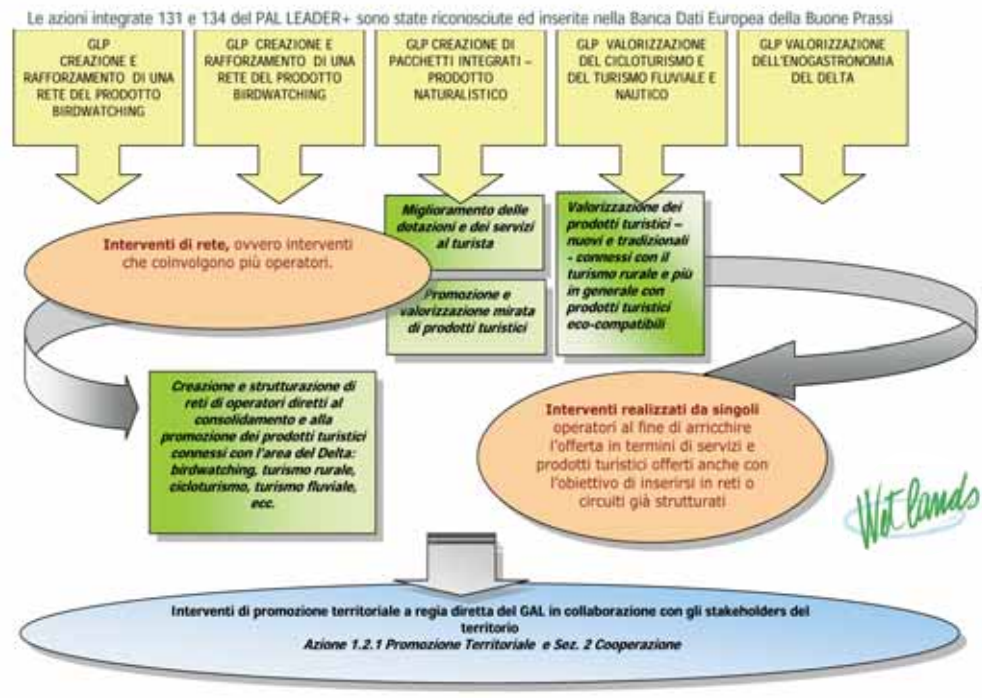 Le azioni integrate 131 e 134 del PAL LEADER+ sono state riconosciute ed inserite nella Banca Dati Europea della Buone Prassi
GLP
CREAZIONE E
RAFFORZAMENTO DI UNA
RETE DEL PRODOTTO
BIRDWATCHING
GLP CREAZIONE E
RAFFORZAMENTO DI UNA
RETE DEL PRODOTTO
BIRDWATCHING
GLP CREAZIONE DI
PACCHETTI INTEGRATI –
PRODOTTO
NATURALISTICO
GLP VALORIZZAZIONE
DEL CICLOTURISMO E
DEL TURISMO FLUVIALE E
NAUTICO
GLP VALORIZZAZIONE
DELL'ENOGASTRONOMIA
DEL DELTA
Interventi di rete, ovvero interventi
che coinvolgono più operatori.
Miglioramento delle
dotazioni e dei servizi
al turista
Promozione e
valorizzazione mirata
di prodotti turistici
Valorizzazione dei
prodotti turistici –
nuovi e tradizionali
- connessi con il
turismo rurale e più
in generale con
prodotti turistici
eco-compatibili
Creazione e strutturazione di
reti di operatori diretti al
consolidamento e alla
promozione dei prodotti turistici
connessi con l'area del Delta:
birdwatching, turismo rurale,
cicloturismo, turismo fluviale,
ecc.
Interventi realizzati da singoli
operatori al fine di arricchire
l'offerta in termini di servizi e
prodotti turistici offerti anche con
l'obiettivo di inserirsi in reti o
circuiti già strutturati
Wetlands
Interventi di promozione territoriale a regia diretta del GAL in collaborazione con gli stakeholders del
territorio
Azione 1.2.1 Promozione Territoriale e Sez. 2 Cooperazione